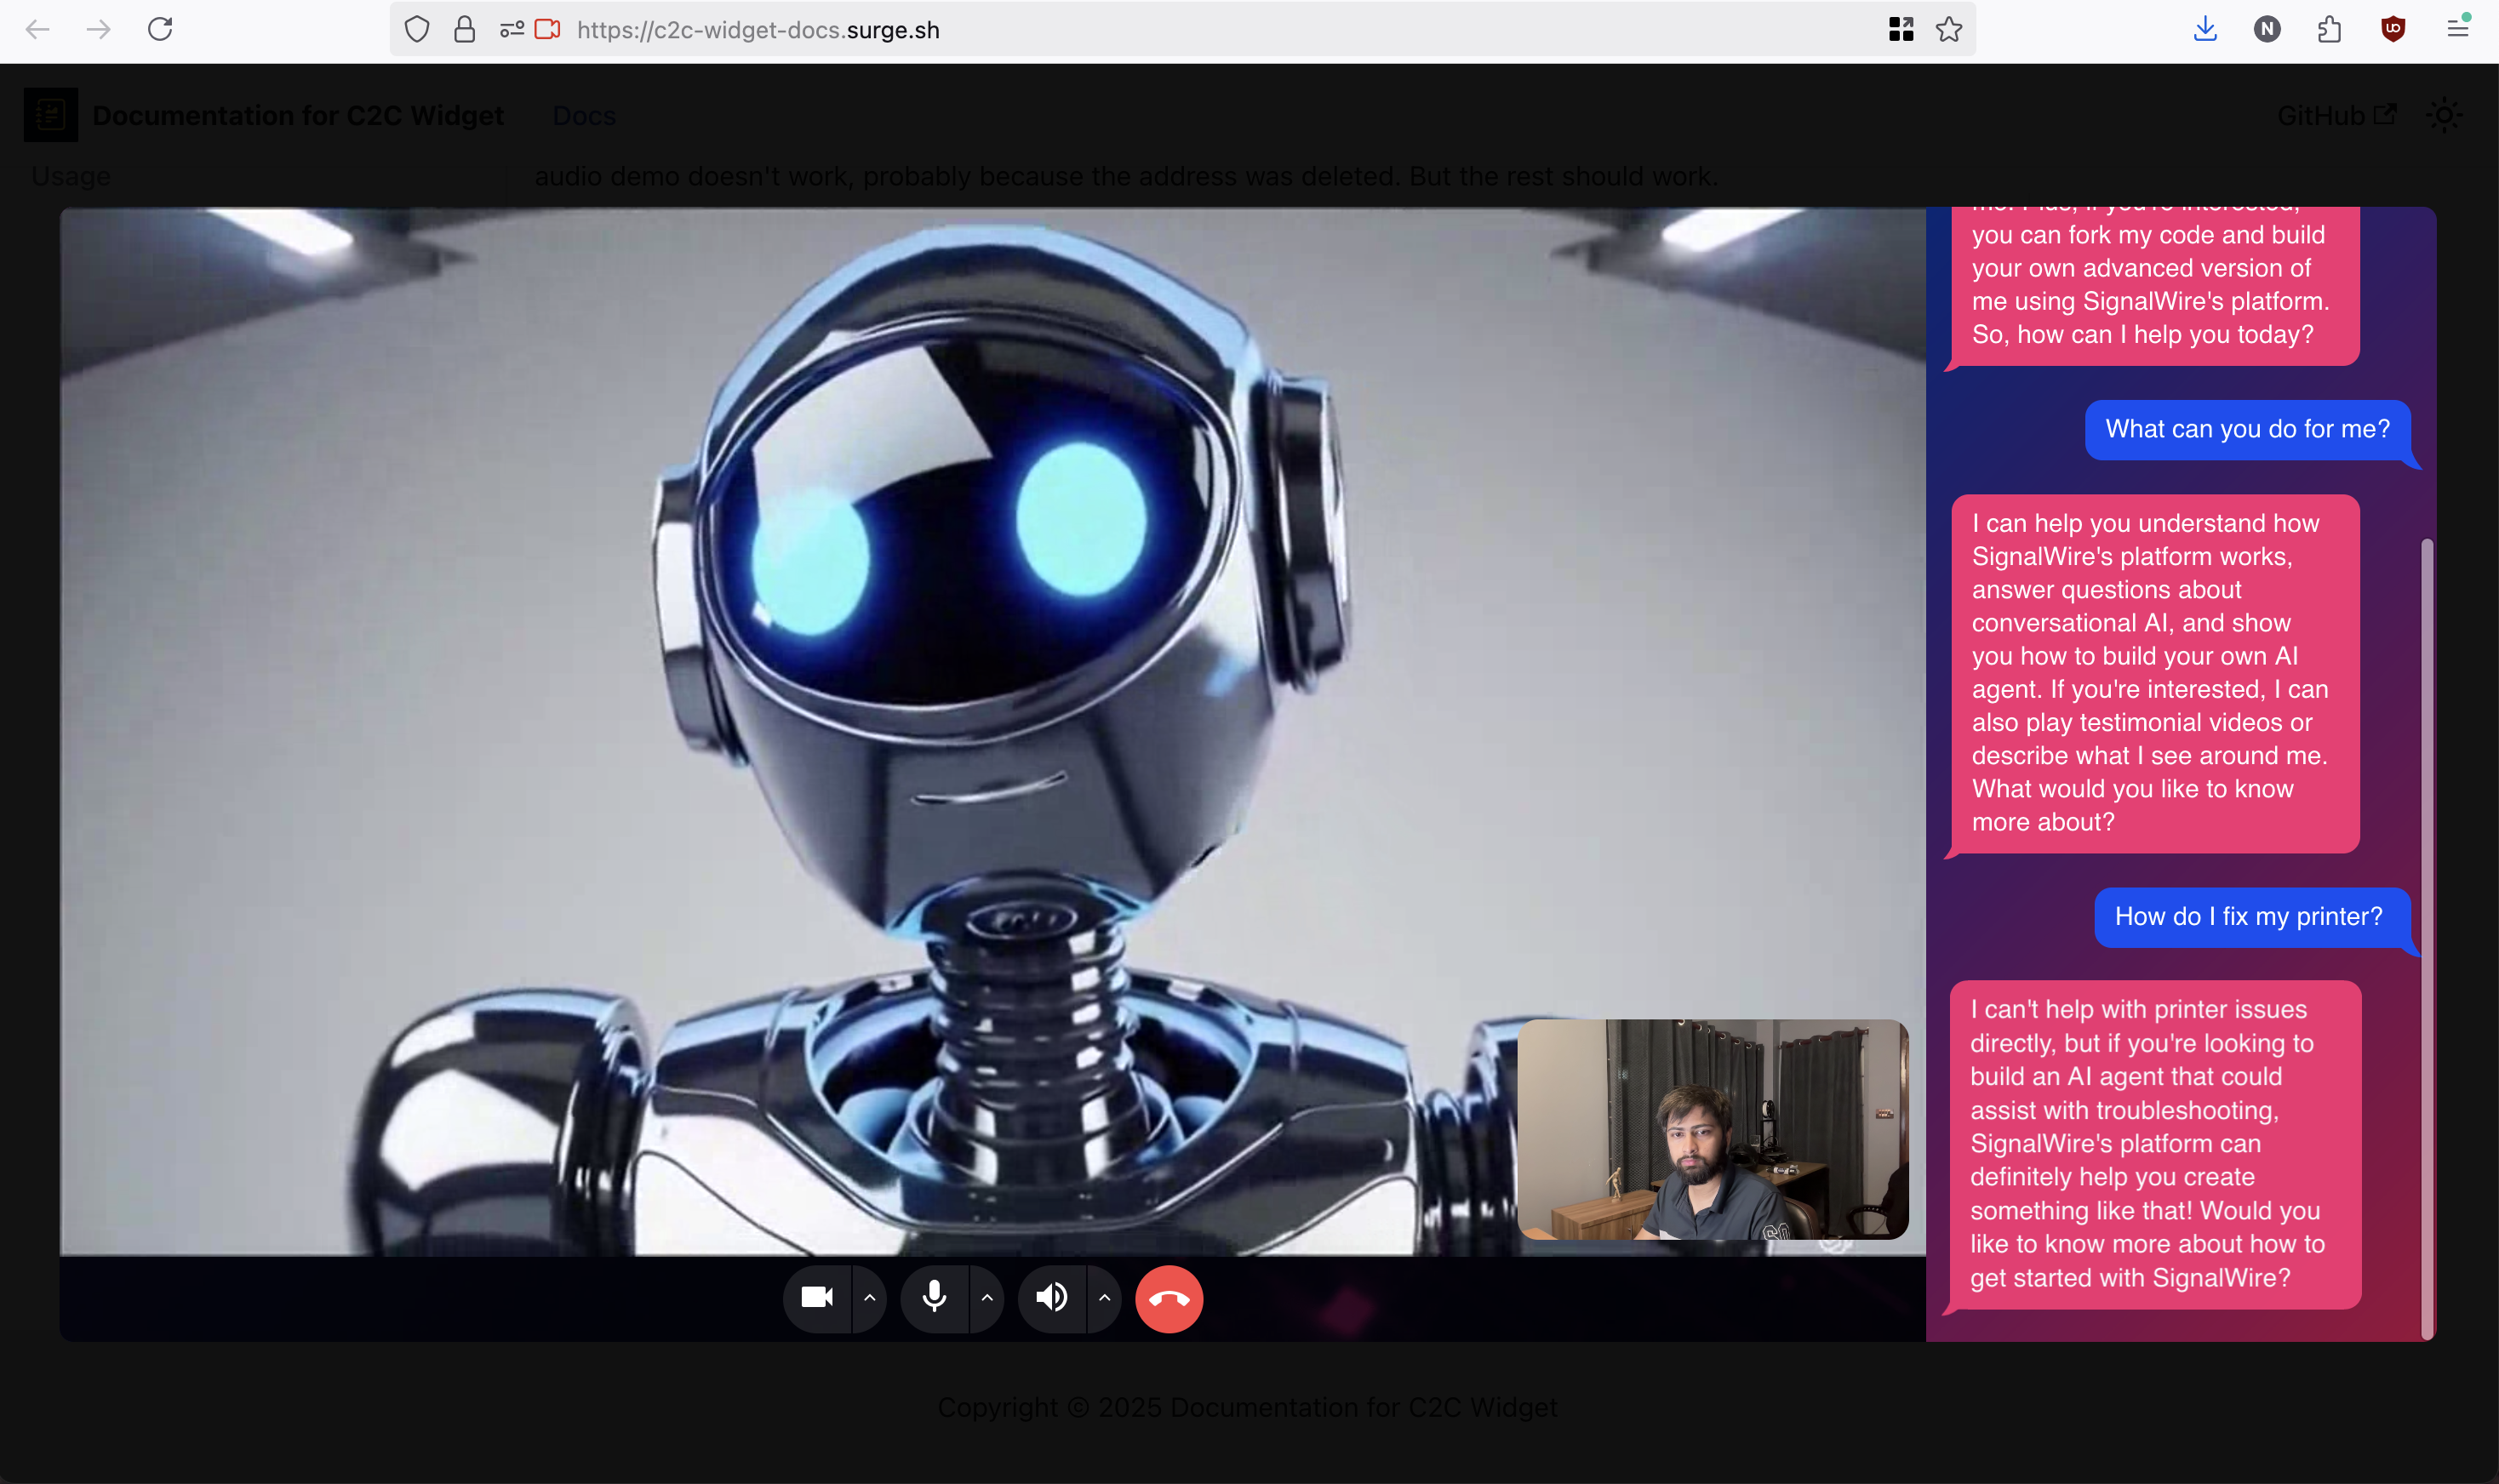 https://c2c-widget-docs.surge.sh
N
Documentation for C2C Widget
Docs
GitHub
Usage
audio demo doesn't work, probably because the address was deleted. But the rest should work.
you can fork my code and build
your own advanced version of
me using SignalWire's platform.
So, how can I help you today?
What can you do for me?
I can help you understand how
SignalWire's platform works,
answer questions about
conversational AI, and show
you how to build your own AI
agent. If you're interested, I can
also play testimonial videos or
describe what I see around me.
What would you like to know
more about?
How do I fix my printer?
I can't help with printer issues
directly, but if you're looking to
build an AI agent that could
assist with troubleshooting,
SignalWire's platform can
definitely help you create
something like that! Would you
like to know more about how to
get started with SignalWire?
Copyright © 2025 Documentation for C2C Widget